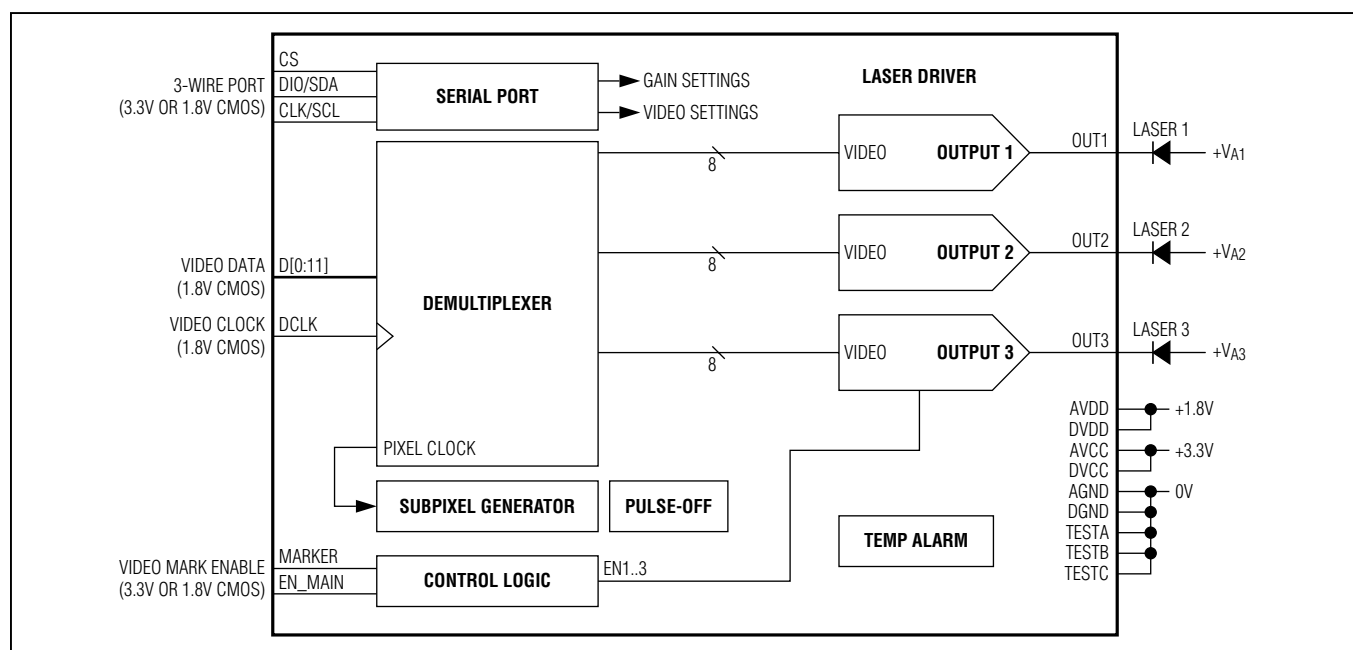 CS
3-WIRE PORT
(3.3V OR 1.8V CMOS)
DIO/SDA
CLK/SCL
SERIAL PORT
GAIN SETTINGS
VIDEO SETTINGS
LASER DRIVER
VIDEO DATA
(1.8V CMOS)
D[0:11]
VIDEO CLOCK
(1.8V CMOS)
DCLK
DEMULTIPLEXER
PIXEL CLOCK
8
8
8
VIDEO
OUTPUT 1
OUT1
LASER 1
+VA1
VIDEO
OUTPUT 2
OUT2
LASER 2
+VA2
VIDEO
OUTPUT 3
OUT3
LASER 3
+VA3
SUBPIXEL GENERATOR
PULSE-OFF
VIDEO MARK ENABLE
(3.3V OR 1.8V CMOS)
MARKER
EN_MAIN
CONTROL LOGIC
EN1..3
TEMP ALARM
AVDD
+1.8V
DVDD
AVCC
+3.3V
DVCC
AGND
0V
DGND
TESTA
TESTB
TESTC